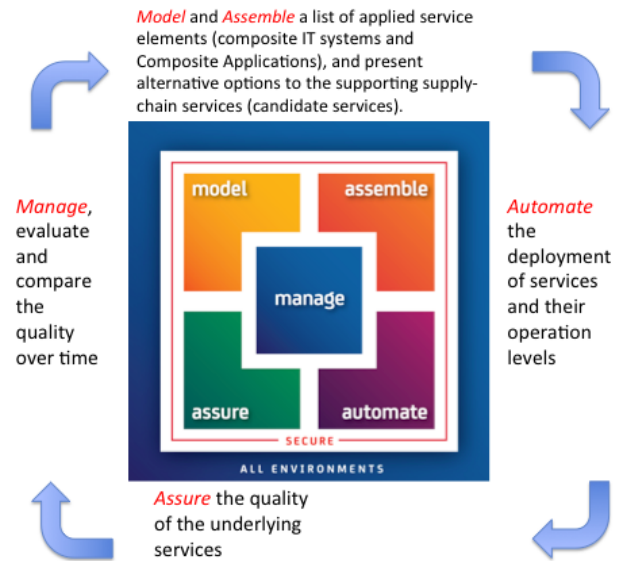 Model and Assemble a list of applied service
elements (composite IT systems and
Composite Applications), and present
alternative options to the supporting supply-
chain services (candidate services).
Manage,
evaluate
and
compare
the
quality
over time
model
assemble
manage
assure
automate
SECURE
ALL ENVIRONMENTS
Automate
the
deployment
of services
and their
operation
levels
Assure the quality
of the underlying
services